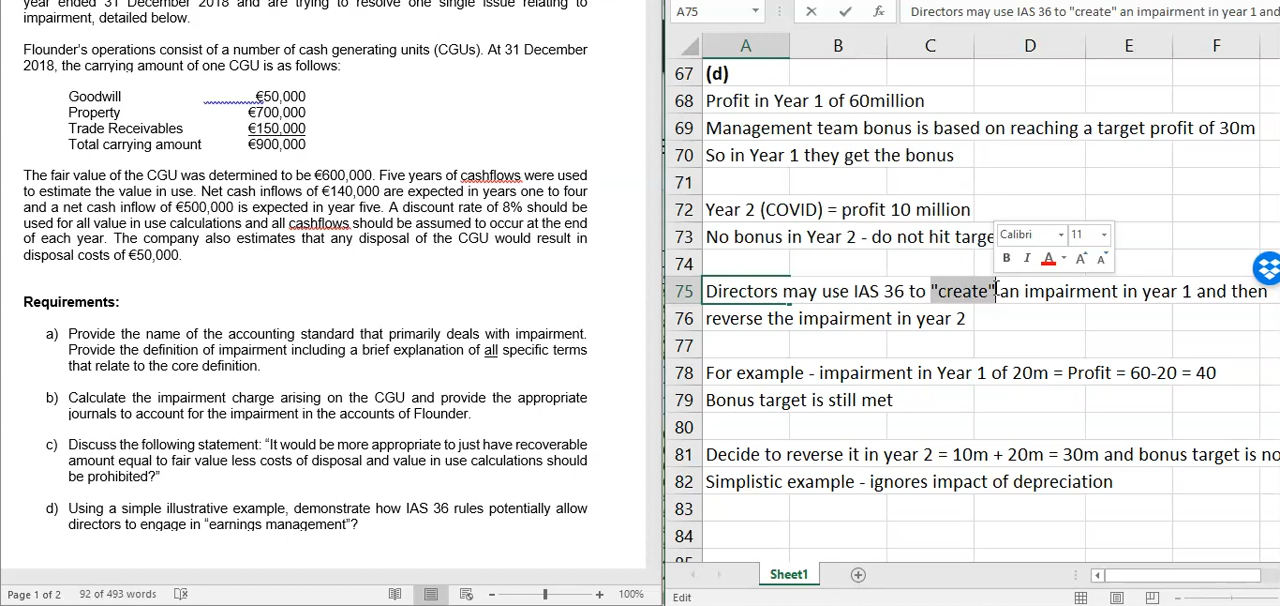 year ended 31 December 2018 and are trying to resolve one single issue relating to
impairment, detailed below.
Flounder's operations consist of a number of cash generating units (CGUs). At 31 December
2018, the carrying amount of one CGU is as follows:
Goodwill €50,000
Property €700,000
Trade Receivables €150,000
Total carrying amount €900,000
The fair value of the CGU was determined to be €600,000. Five years of cashflows were used
to estimate the value in use. Net cash inflows of €140,000 are expected in years one to four
and a net cash inflow of €500,000 is expected in year five. A discount rate of 8% should be
used for all value in use calculations and all cashflows should be assumed to occur at the end
of each year. The company also estimates that any disposal of the CGU would result in
disposal costs of €50,000.
Requirements:
a) Provide the name of the accounting standard that primarily deals with impairment.
Provide the definition of impairment including a brief explanation of all specific terms
that relate to the core definition.
b) Calculate the impairment charge arising on the CGU and provide the appropriate
journals to account for the impairment in the accounts of Flounder.
c) Discuss the following statement: "It would be more appropriate to just have recoverable
amount equal to fair value less costs of disposal and value in use calculations should
be prohibited?"
d) Using a simple illustrative example, demonstrate how IAS 36 rules potentially allow
directors to engage in "earnings management"?
Page 1 of 2 92 of 493 words 100%
A75 fx Directors may use IAS 36 to "create" an impairment in year 1 and
A B C D E F
67 (d)
68 Profit in Year 1 of 60million
69 Management team bonus is based on reaching a target profit of 30m
70 So in Year 1 they get the bonus
71
72 Year 2 (COVID) = profit 10 million
73 No bonus in Year 2 - do not hit targe
Calibri 11
B I A A A
74
75 Directors may use IAS 36 to "create" an impairment in year 1 and then
76 reverse the impairment in year 2
77
78 For example - impairment in Year 1 of 20m = Profit = 60-20 = 40
79 Bonus target is still met
80
81 Decide to reverse it in year 2 = 10m + 20m = 30m and bonus target is no
82 Simplistic example - ignores impact of depreciation
83
84
Sheet1
Edit